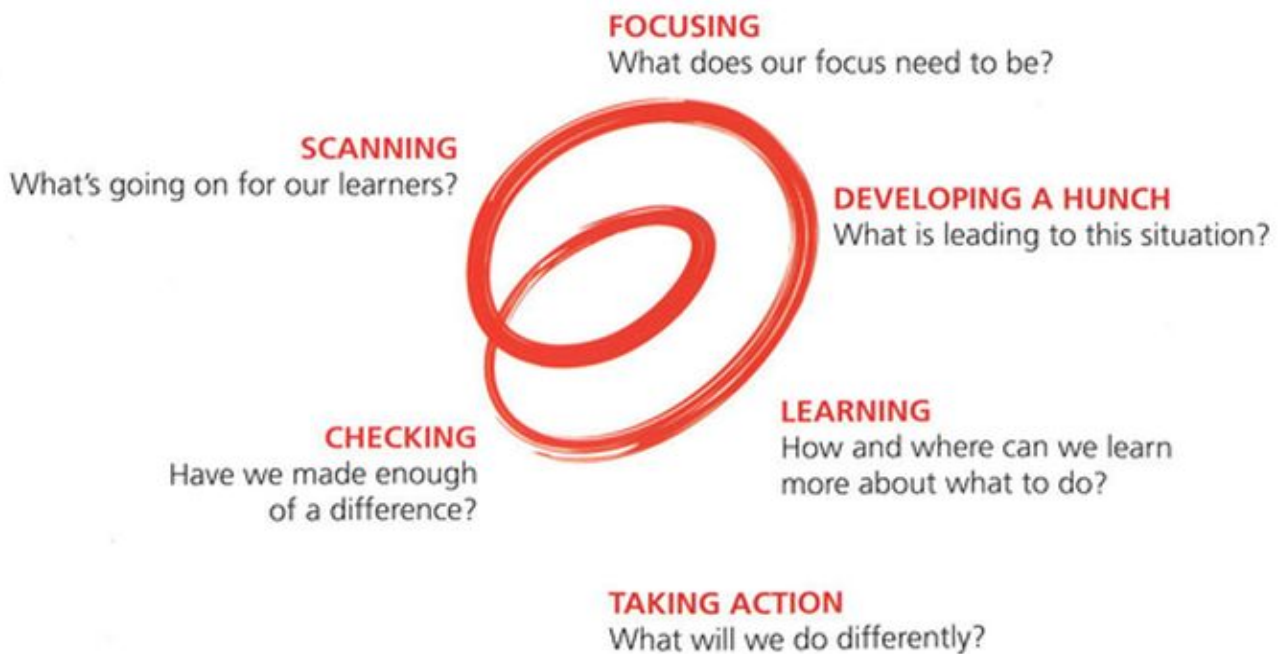 FOCUSING
What does our focus need to be?
SCANNING
What's going on for our learners?
DEVELOPING A HUNCH
What is leading to this situation?
LEARNING
How and where can we learn
more about what to do?
CHECKING
Have we made enough
of a difference?
TAKING ACTION
What will we do differently?